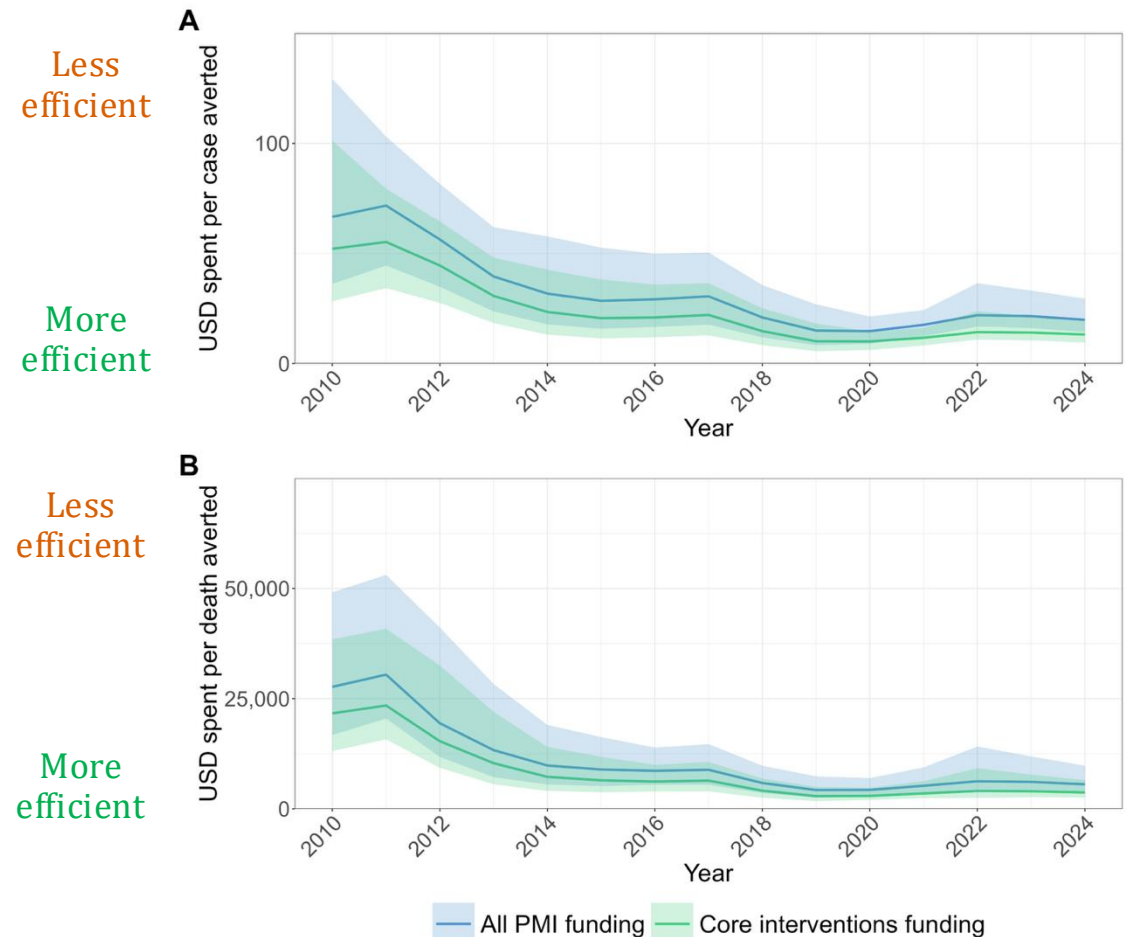 A
Less
efficient
More
efficient
USD spent per case averted
100
0
2010
2012
2014
2016
2018
2020
2022
2024
Year
B
Less
efficient
More
efficient
USD spent per death averted
50,000
25,000
0
2010
2012
2014
2016
2018
2020
2022
2024
Year
All PMI funding
Core interventions funding